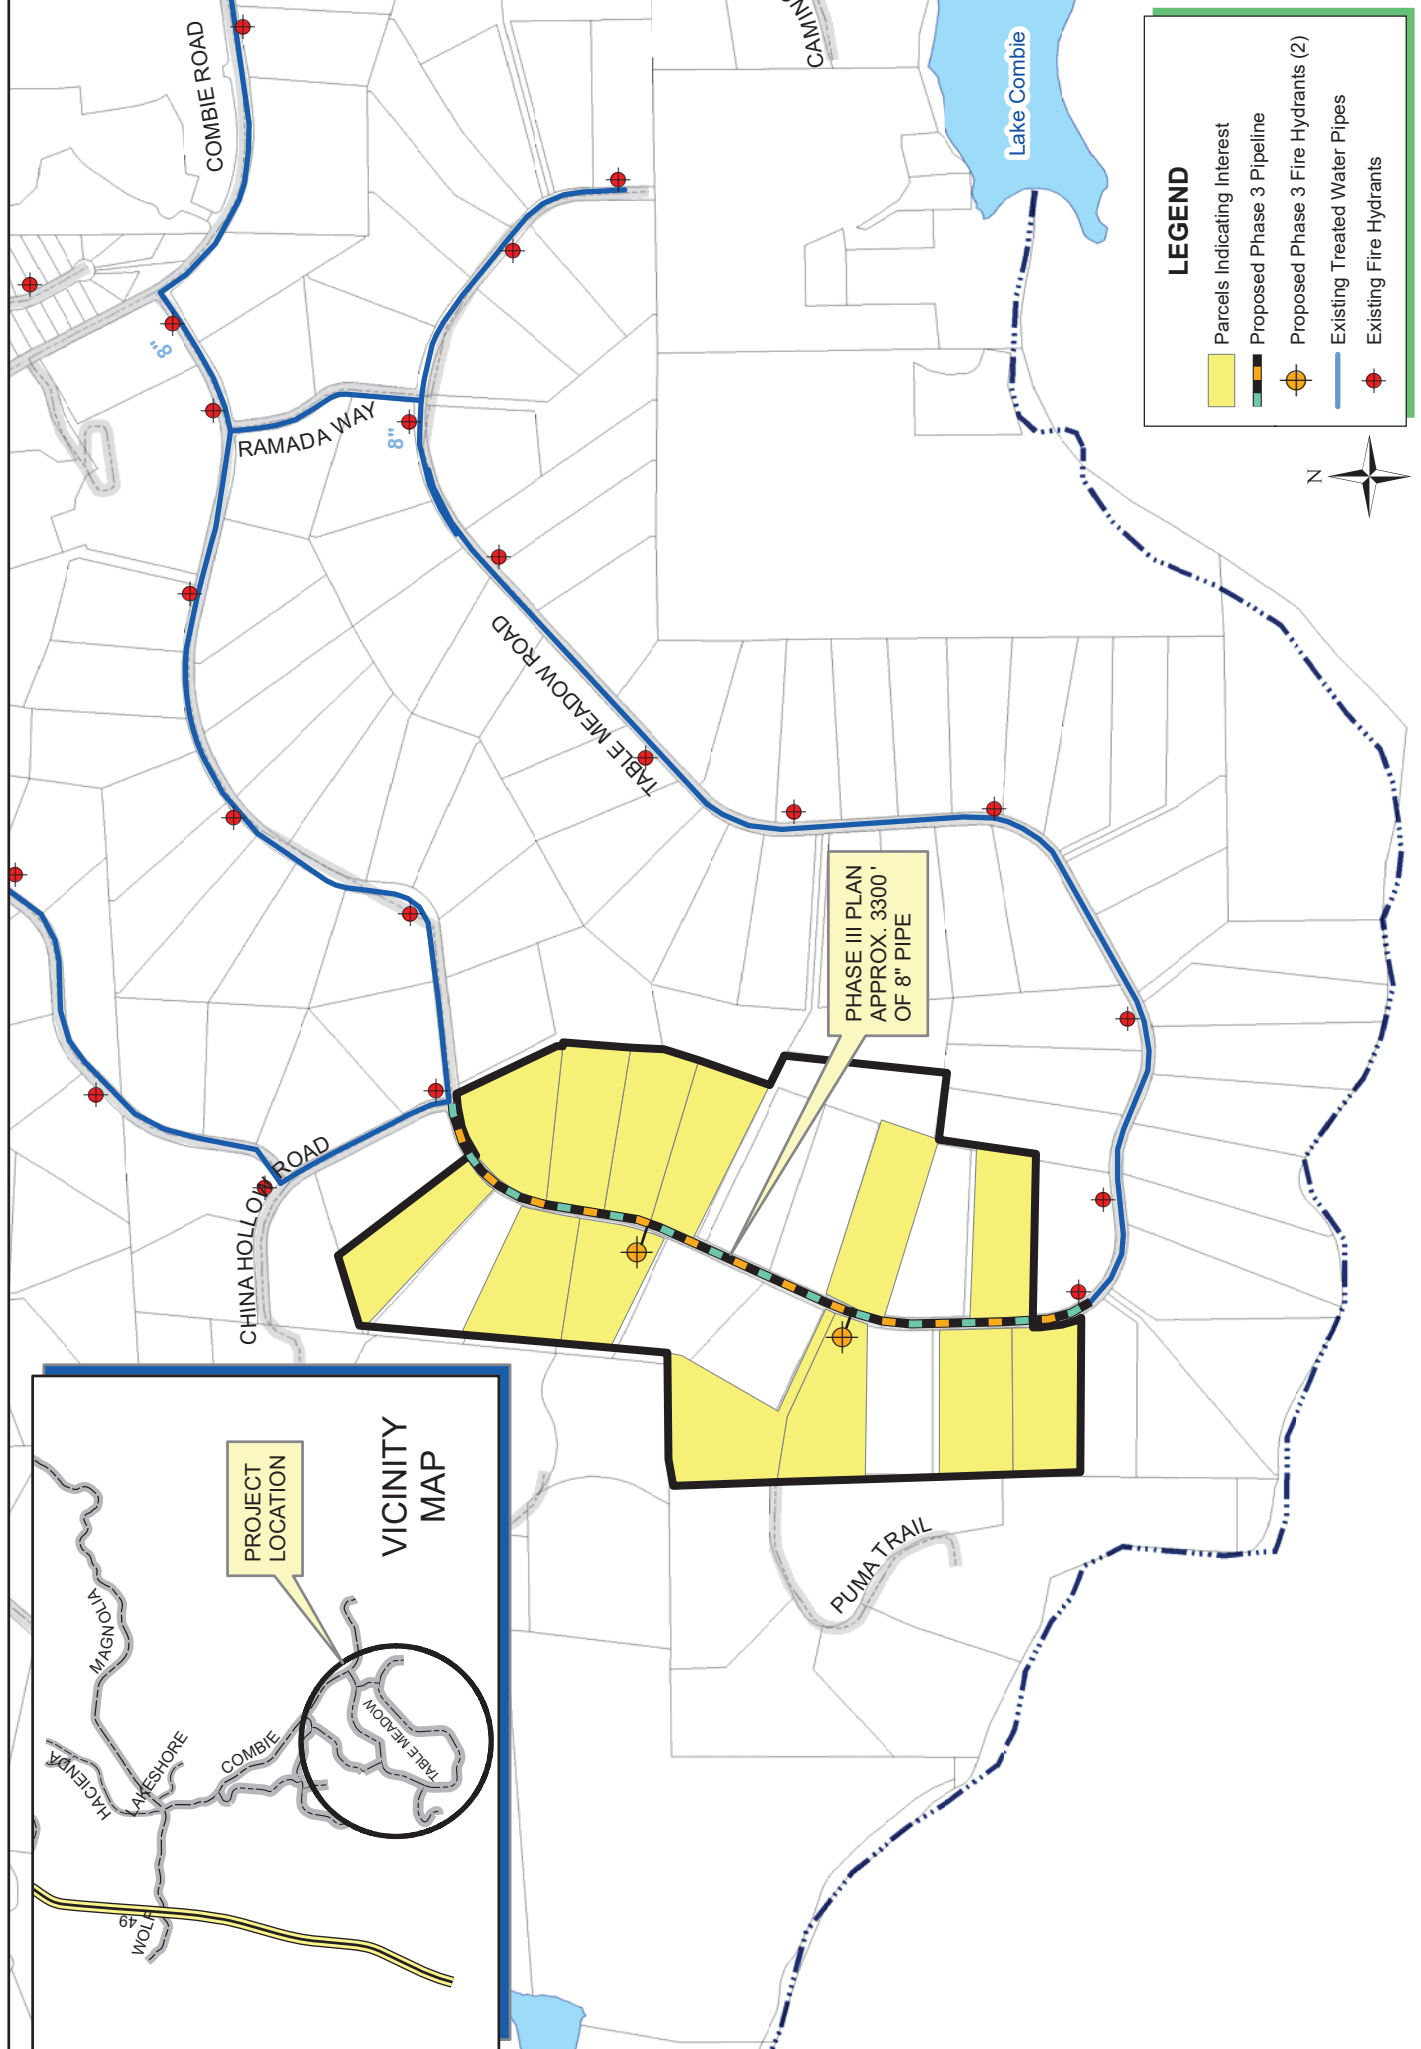 COMBIE ROAD
8"
RAMADA WAY
8"
TABLE MEADOW ROAD
CHINA HOLLOW ROAD
PUMA TRAIL
Lake Combie
PHASE III PLAN
APPROX. 3300'
OF 8" PIPE
VICINITY
MAP
PROJECT
LOCATION
MAGNOLIA
HACIENDA
LAKESHORE
COMBIE
TABLE MEADOW
WOLF
49
N
LEGEND
Parcels Indicating Interest
Proposed Phase 3 Pipeline
Proposed Phase 3 Fire Hydrants (2)
Existing Treated Water Pipes
Existing Fire Hydrants